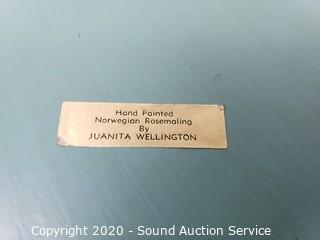 Hand Painted
Norwegian Rosemaling
By
JUANITA WELLINGTON
Copyright 2020 - Sound Auction Service